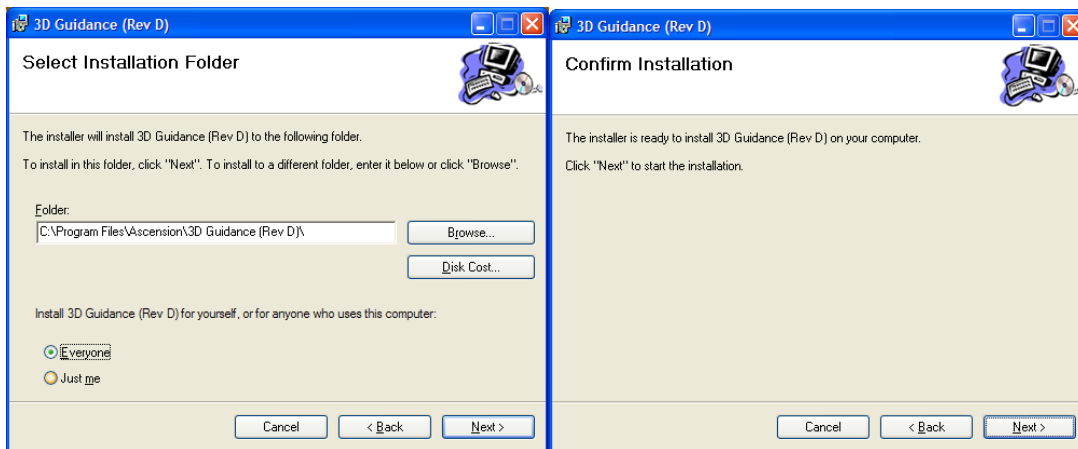 3D Guidance (Rev D)
Select Installation Folder
The installer will install 3D Guidance (Rev D) to the following folder.
To install in this folder, click "Next". To install to a different folder, enter it below or click "Browse".
Folder:
C:\Program Files\Ascension\3D Guidance (Rev D)\
Browse...
Disk Cost...
Install 3D Guidance (Rev D) for yourself, or for anyone who uses this computer:
Everyone
Just me
Cancel
< Back
Next >
3D Guidance (Rev D)
Confirm Installation
The installer is ready to install 3D Guidance (Rev D) on your computer.
Click "Next" to start the installation.
Cancel
< Back
Next >